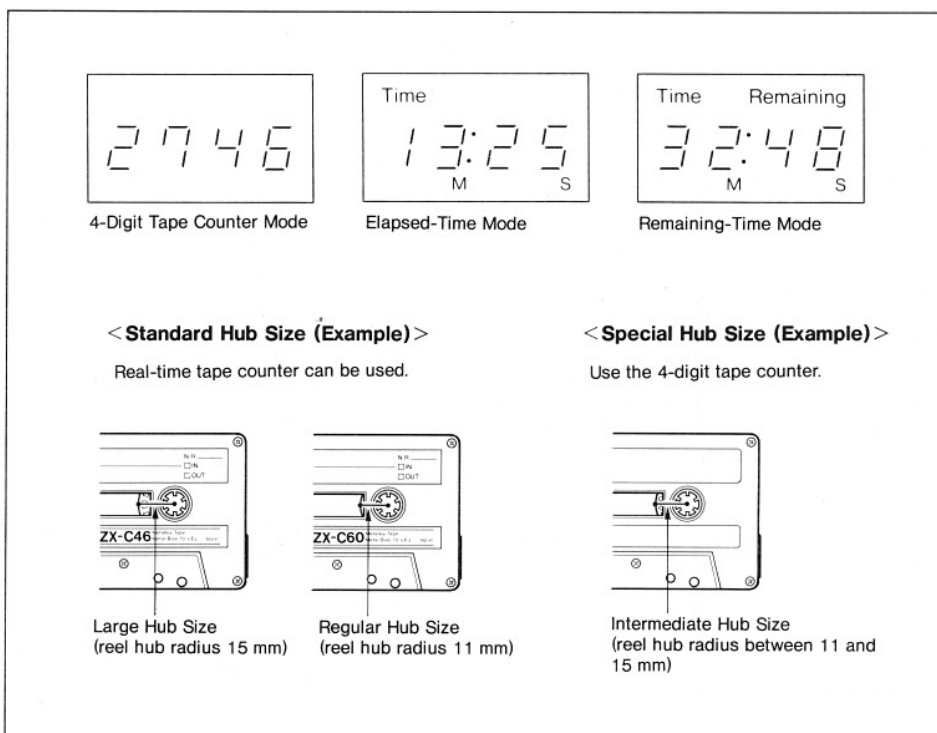 2746
Time
13:25
M S
Time Remaining
32:48
M S
4-Digit Tape Counter Mode
Elapsed-Time Mode
Remaining-Time Mode
<Standard Hub Size (Example)>
Real-time tape counter can be used.
<Special Hub Size (Example)>
Use the 4-digit tape counter.
N.R.
IN
OUT
ZX-C46
N.R.
IN
OUT
ZX-C60
Large Hub Size
(reel hub radius 15 mm)
Regular Hub Size
(reel hub radius 11 mm)
Intermediate Hub Size
(reel hub radius between 11 and
15 mm)